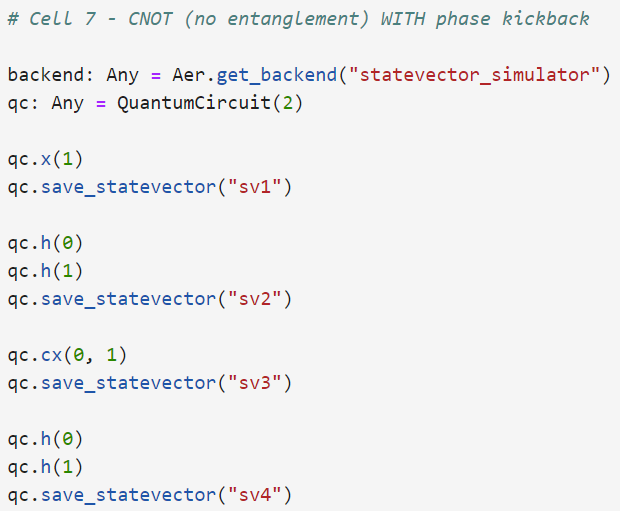 # Cell 7 - CNOT (no entanglement) WITH phase kickback
backend: Any = Aer.get_backend("statevector_simulator")
qc: Any = QuantumCircuit(2)
qc.x(1)
qc.save_statevector("sv1")
qc.h(0)
qc.h(1)
qc.save_statevector("sv2")
qc.cx(0, 1)
qc.save_statevector("sv3")
qc.h(0)
qc.h(1)
qc.save_statevector("sv4")